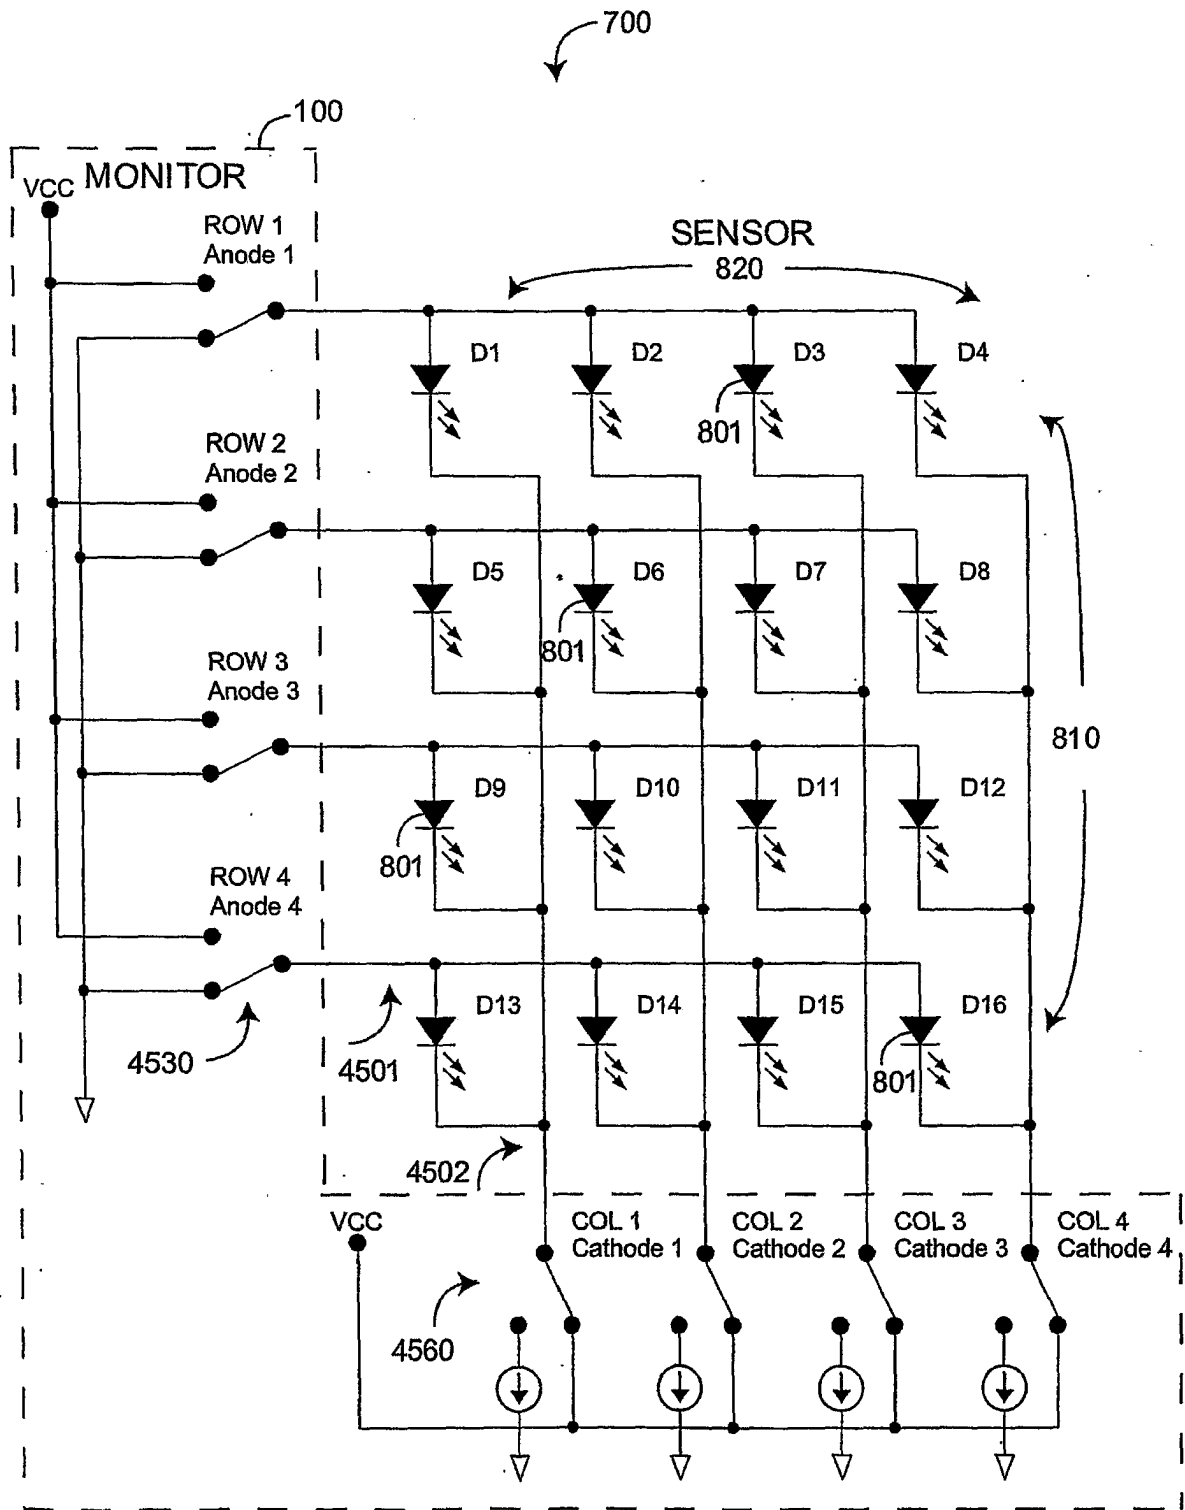 700
100
MONITOR
VCC
ROW 1
Anode 1
SENSOR
820
D1
D2
D3
D4
801
ROW 2
Anode 2
D5
D6
D7
D8
801
ROW 3
Anode 3
810
D9
D10
D11
D12
801
ROW 4
Anode 4
D13
D14
D15
D16
4530
4501
801
4502
VCC
COL 1
Cathode 1
COL 2
Cathode 2
COL 3
Cathode 3
COL 4
Cathode 4
4560